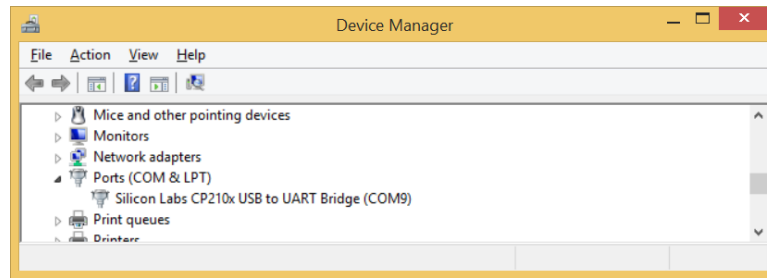 Device Manager
File Action View Help
Mice and other pointing devices
Monitors
Network adapters
Ports (COM & LPT)
Silicon Labs CP210x USB to UART Bridge (COM9)
Print queues
Printers